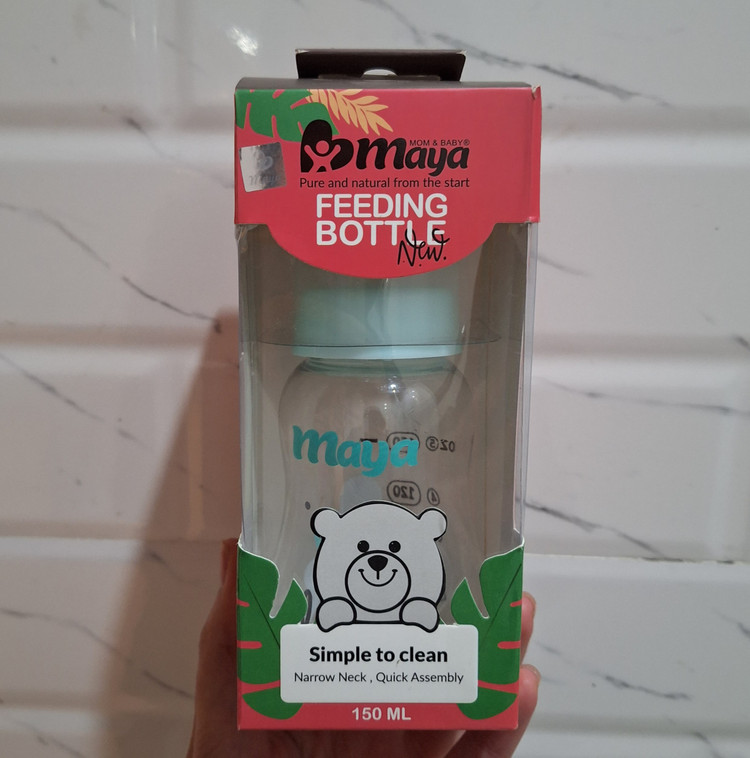 MOM & BABY®
maya
Pure and natural from the start
FEEDING
BOTTLE
New.
maya
OZ 5
120 4
Simple to clean
Narrow Neck , Quick Assembly
150 ML